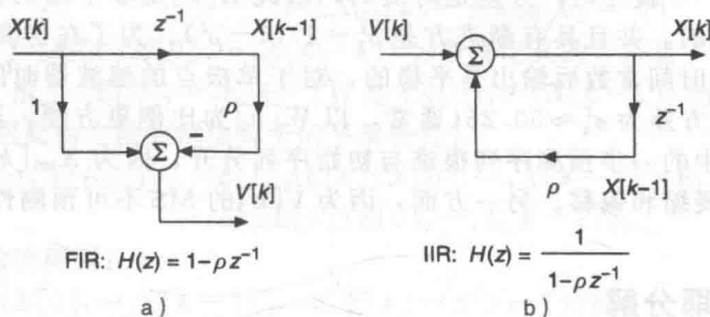 X[k] z⁻¹ X[k−1]
1 ρ
Σ −
V[k]
FIR: H(z) = 1−ρz⁻¹
a)
V[k] Σ X[k]
z⁻¹
ρ X[k−1]
IIR: H(z) = 1 / (1−ρz⁻¹)
b)